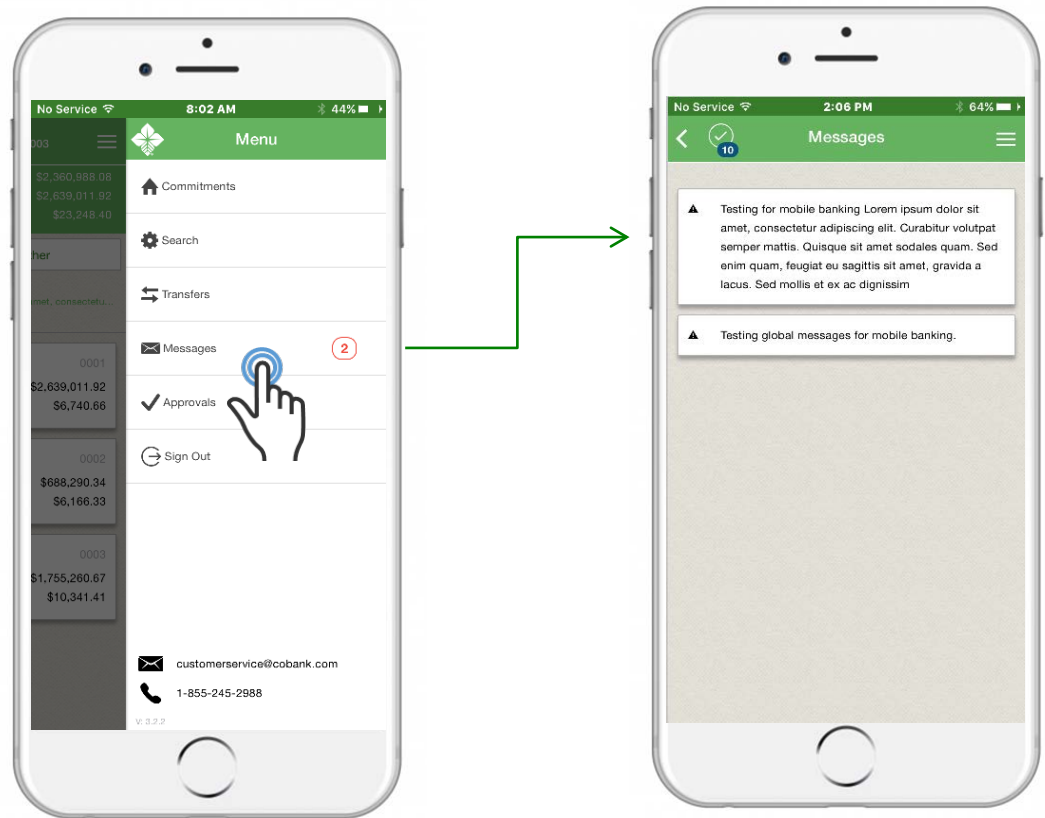 No Service 8:02 AM 44%
003
Menu
$2,360,988.08
$2,639,011.92
$23,248.40
Commitments
Search
her
Transfers
amet, consectetu...
Messages 2
0001
$2.639,011.92
$6,740.66
Approvals
Sign Out
0002
$688,290.34
$6,166.33
0003
$1,755,260.67
$10,341.41
customerservice@cobank.com
1-855-245-2988
V: 3.2.2
No Service 2:06 PM 64%
10
Messages
Testing for mobile banking Lorem ipsum dolor sit
amet, consectetur adipiscing elit. Curabitur volutpat
semper mattis. Quisque sit amet sodales quam. Sed
enim quam, feugiat eu sagittis sit amet, gravida a
lacus. Sed mollis et ex ac dignissim
Testing global messages for mobile banking.